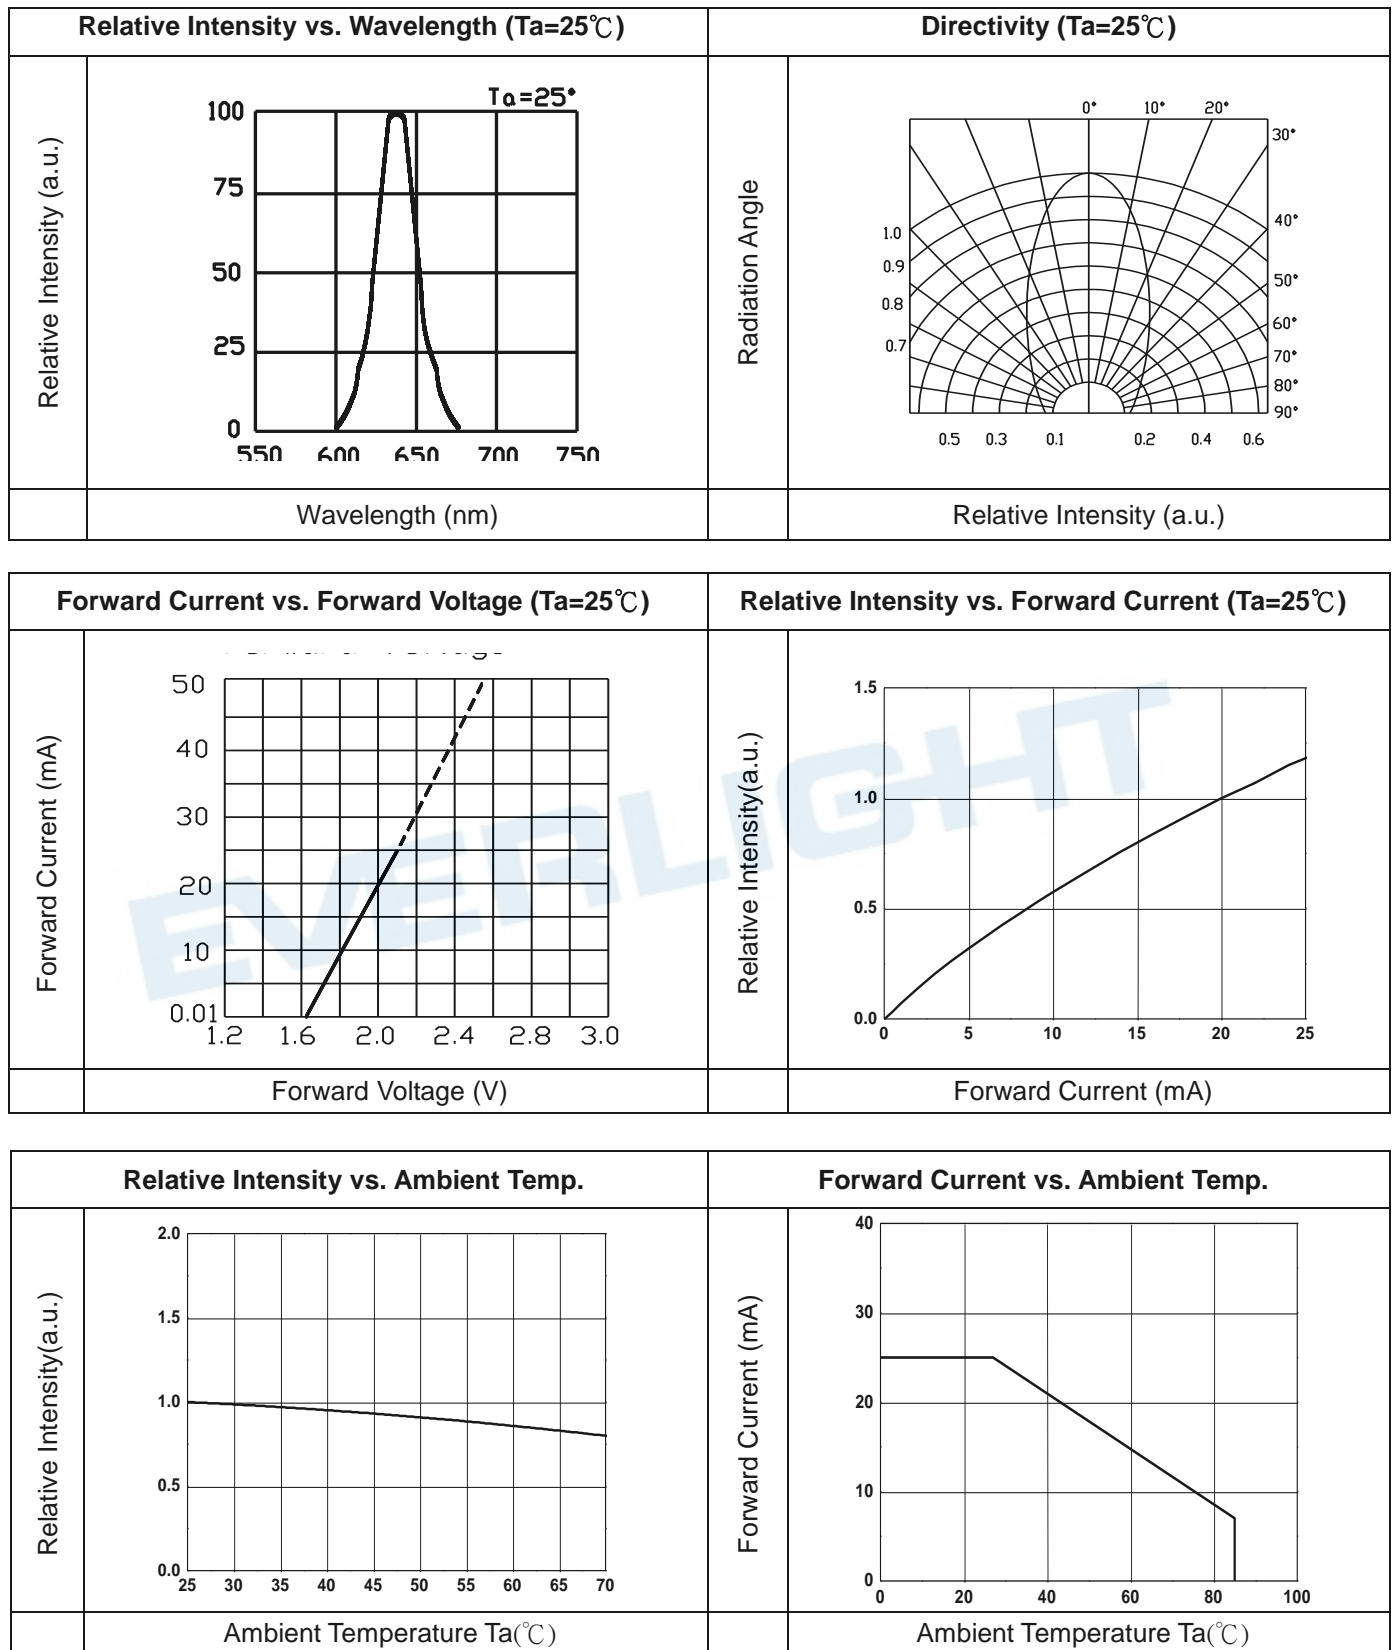 Relative Intensity vs. Wavelength (Ta=25℃)
Directivity (Ta=25℃)
Relative Intensity (a.u.)
Ta=25°
100
75
50
25
0
550 600 650 700 750
Wavelength (nm)
Radiation Angle
0° 10° 20°
30°
40°
50°
60°
70°
80°
90°
1.0
0.9
0.8
0.7
0.5 0.3 0.1 0.2 0.4 0.6
Relative Intensity (a.u.)
Forward Current vs. Forward Voltage (Ta=25℃)
Relative Intensity vs. Forward Current (Ta=25℃)
Forward Current (mA)
50
40
30
20
10
0.01
1.2 1.6 2.0 2.4 2.8 3.0
Forward Voltage (V)
Relative Intensity(a.u.)
1.5
1.0
0.5
0.0
0 5 10 15 20 25
Forward Current (mA)
EVERLIGHT
Relative Intensity vs. Ambient Temp.
Forward Current vs. Ambient Temp.
Relative Intensity(a.u.)
2.0
1.5
1.0
0.5
0.0
25 30 35 40 45 50 55 60 65 70
Ambient Temperature Ta(℃)
Forward Current (mA)
40
30
20
10
0
0 20 40 60 80 100
Ambient Temperature Ta(℃)